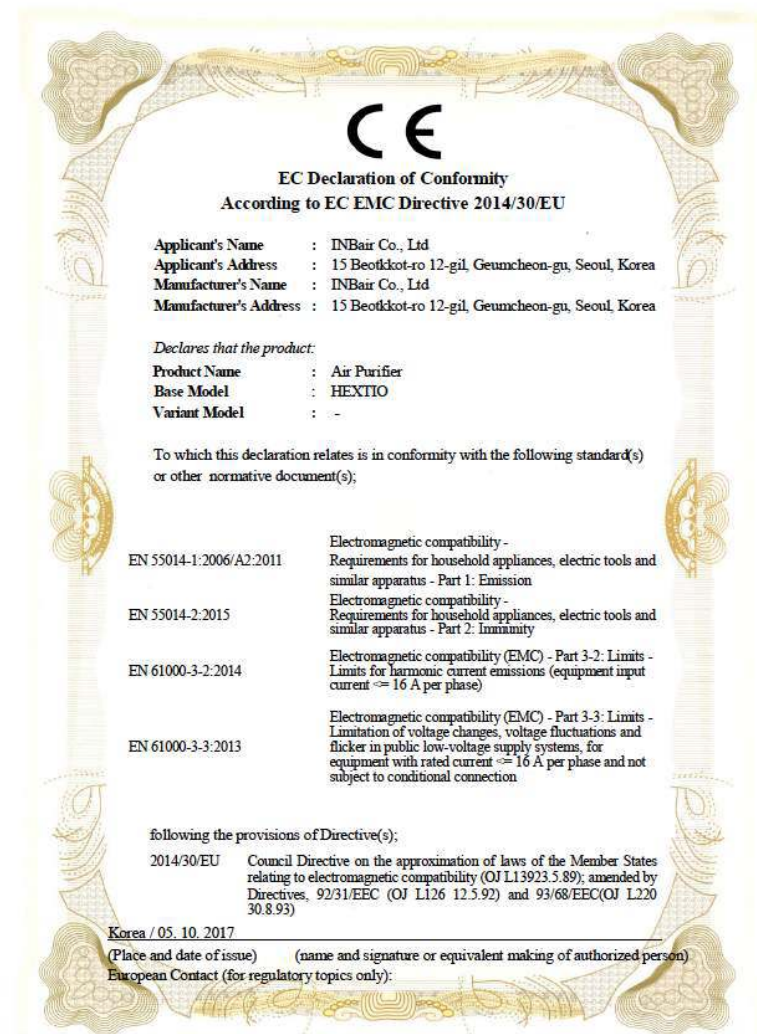 CE
EC Declaration of Conformity
According to EC EMC Directive 2014/30/EU
Applicant's Name : INBair Co., Ltd
Applicant's Address : 15 Beotkkot-ro 12-gil, Geumcheon-gu, Seoul, Korea
Manufacturer's Name : INBair Co., Ltd
Manufacturer's Address : 15 Beotkkot-ro 12-gil, Geumcheon-gu, Seoul, Korea
Declares that the product:
Product Name : Air Purifier
Base Model : HEXTIO
Variant Model : -
To which this declaration relates is in conformity with the following standard(s)
or other normative document(s);
Electromagnetic compatibility -
EN 55014-1:2006/A2:2011 Requirements for household appliances, electric tools and
similar apparatus - Part 1: Emission
Electromagnetic compatibility -
EN 55014-2:2015 Requirements for household appliances, electric tools and
similar apparatus - Part 2: Immunity
Electromagnetic compatibility (EMC) - Part 3-2: Limits -
EN 61000-3-2:2014 Limits for harmonic current emissions (equipment input
current <= 16 A per phase)
Electromagnetic compatibility (EMC) - Part 3-3: Limits -
Limitation of voltage changes, voltage fluctuations and
EN 61000-3-3:2013 flicker in public low-voltage supply systems, for
equipment with rated current <= 16 A per phase and not
subject to conditional connection
following the provisions of Directive(s);
2014/30/EU Council Directive on the approximation of laws of the Member States
relating to electromagnetic compatibility (OJ L13923.5.89); amended by
Directives, 92/31/EEC (OJ L126 12.5.92) and 93/68/EEC(OJ L220
30.8.93)
Korea / 05. 10. 2017
(Place and date of issue) (name and signature or equivalent making of authorized person)
European Contact (for regulatory topics only):